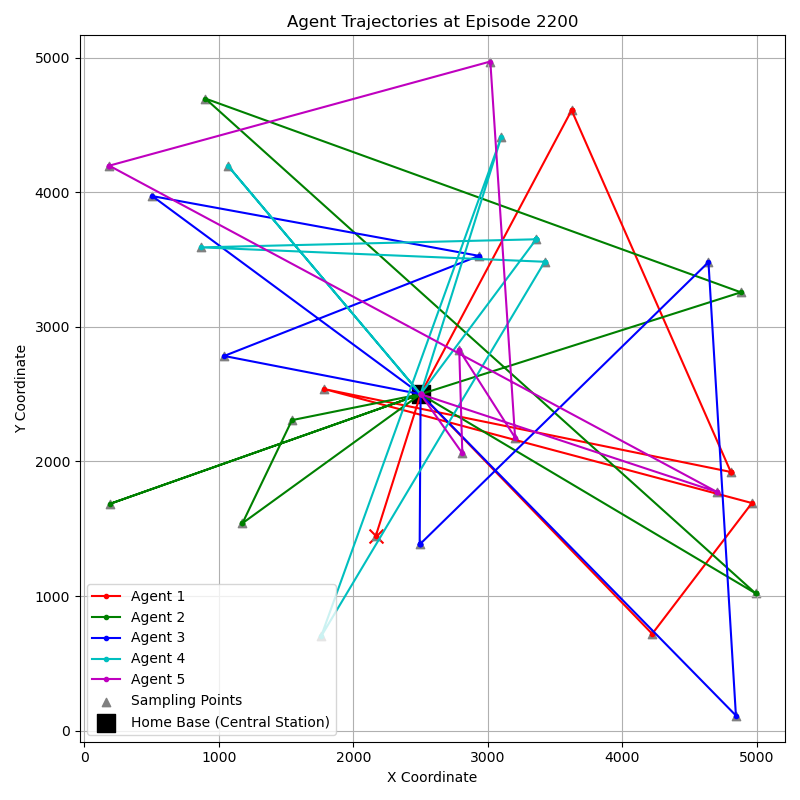 Agent Trajectories at Episode 2200
Y Coordinate
5000
4000
3000
2000
1000
0
Agent 1
Agent 2
Agent 3
Agent 4
Agent 5
Sampling Points
Home Base (Central Station)
0 1000 2000 3000 4000 5000
X Coordinate